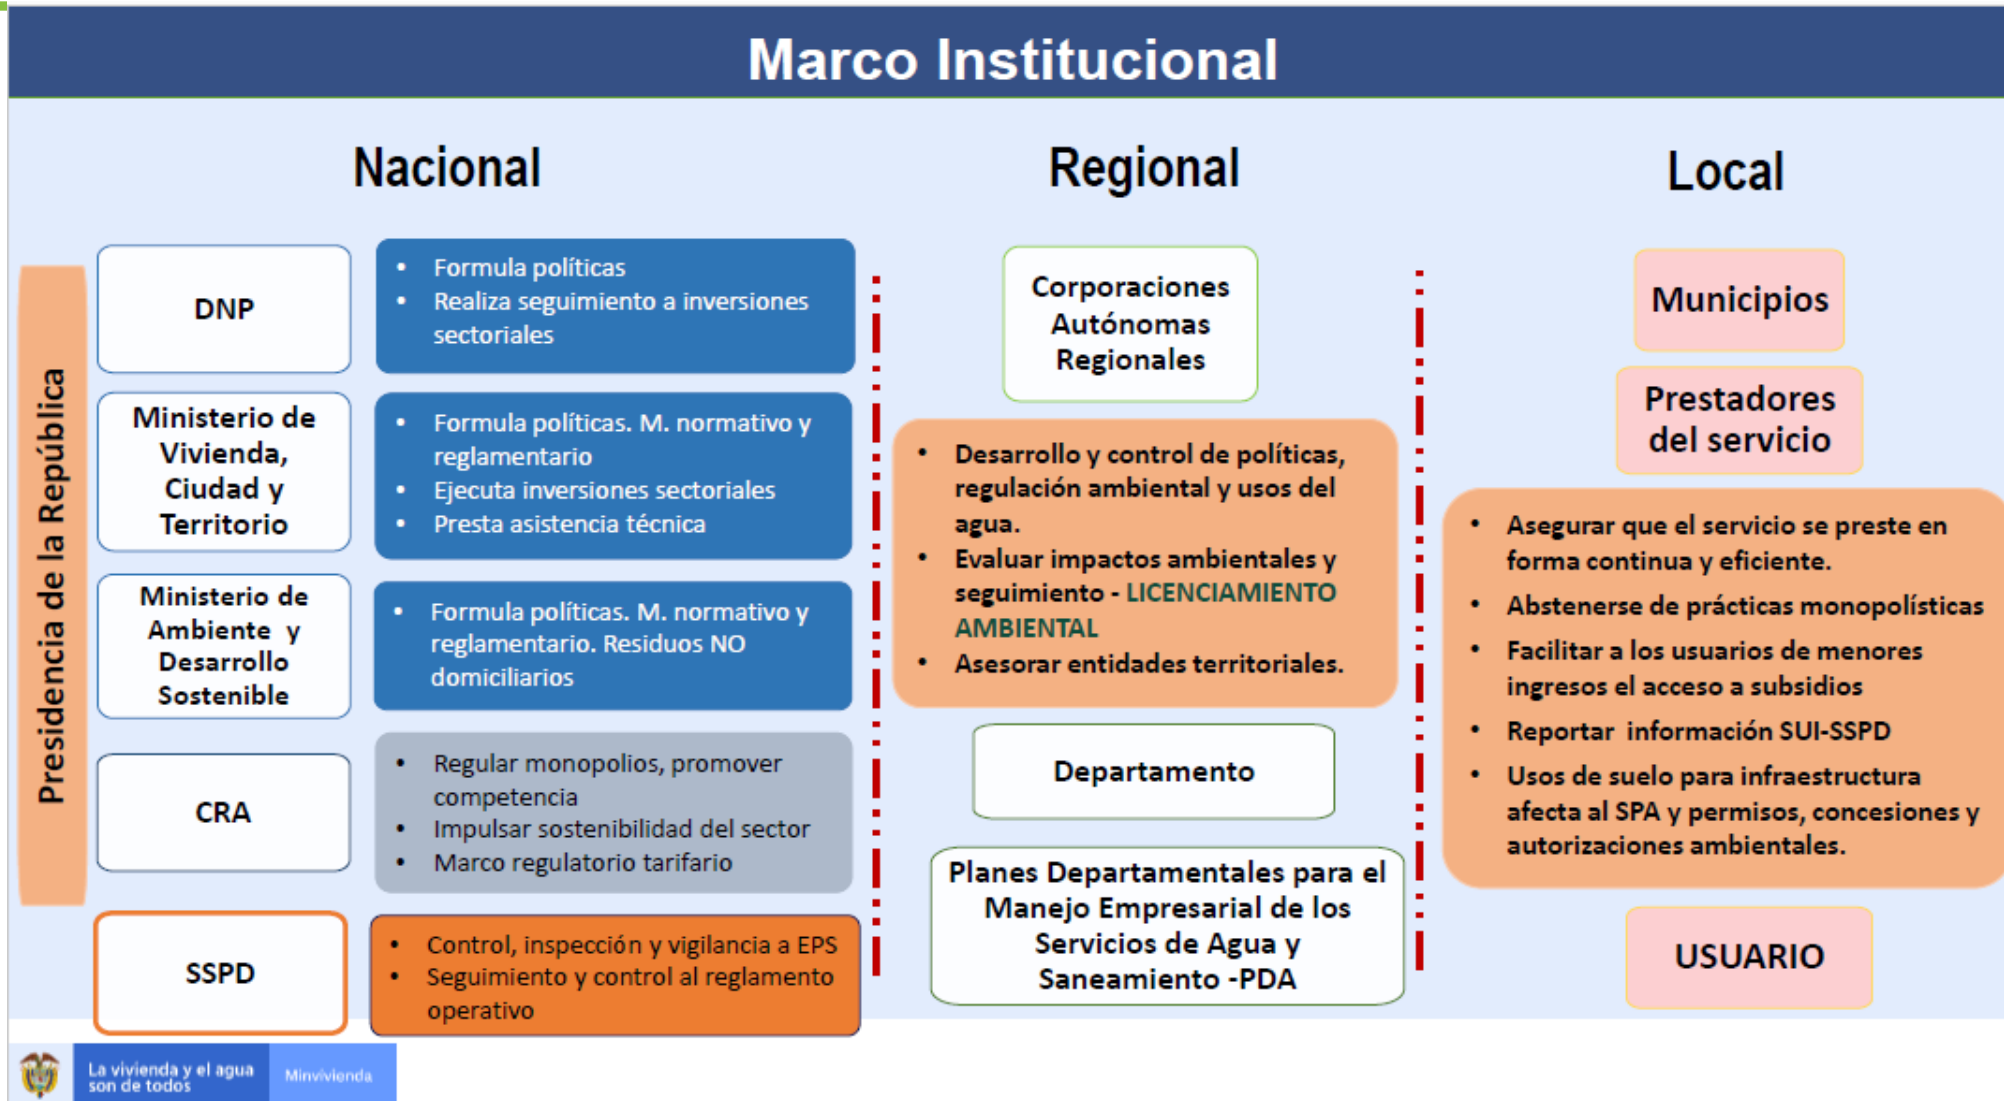 Marco Institucional
Nacional
Presidencia de la República
DNP
• Formula políticas
• Realiza seguimiento a inversiones
sectoriales
Ministerio de
Vivienda,
Ciudad y
Territorio
• Formula políticas. M. normativo y
reglamentario
• Ejecuta inversiones sectoriales
• Presta asistencia técnica
Ministerio de
Ambiente y
Desarrollo
Sostenible
• Formula políticas. M. normativo y
reglamentario. Residuos NO
domiciliarios
CRA
• Regular monopolios, promover
competencia
• Impulsar sostenibilidad del sector
• Marco regulatorio tarifario
SSPD
• Control, inspección y vigilancia a EPS
• Seguimiento y control al reglamento
operativo
Regional
Corporaciones
Autónomas
Regionales
• Desarrollo y control de políticas,
regulación ambiental y usos del
agua.
• Evaluar impactos ambientales y
seguimiento - LICENCIAMIENTO
AMBIENTAL
• Asesorar entidades territoriales.
Departamento
Planes Departamentales para el
Manejo Empresarial de los
Servicios de Agua y
Saneamiento -PDA
Local
Municipios
Prestadores
del servicio
• Asegurar que el servicio se preste en
forma continua y eficiente.
• Abstenerse de prácticas monopolísticas
• Facilitar a los usuarios de menores
ingresos el acceso a subsidios
• Reportar información SUI-SSPD
• Usos de suelo para infraestructura
afecta al SPA y permisos, concesiones y
autorizaciones ambientales.
USUARIO
La vivienda y el agua
son de todos
Minvivienda